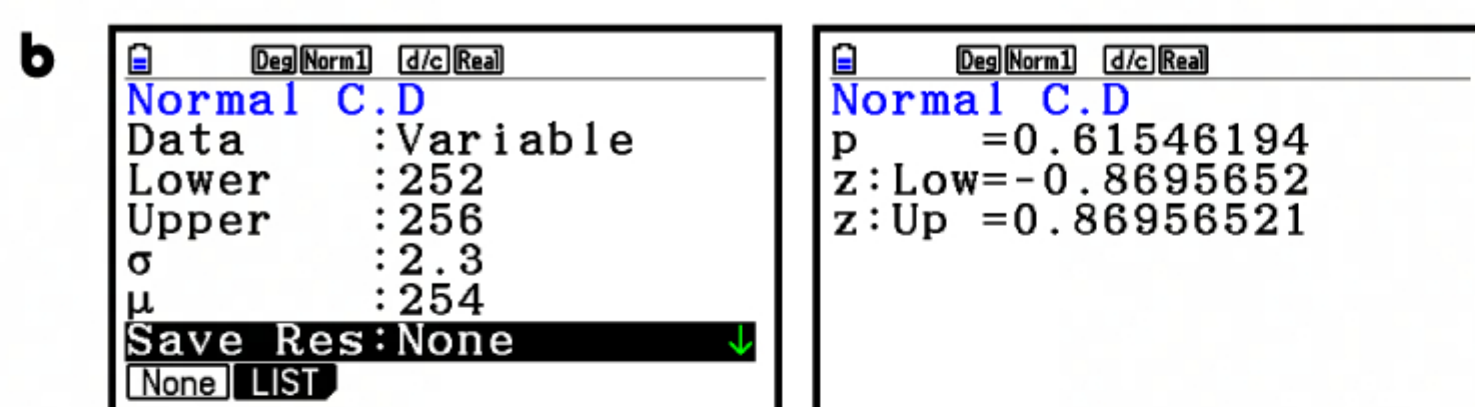 b
Deg Norm1 d/c Real
Normal C.D
Data :Variable
Lower :252
Upper :256
σ :2.3
μ :254
Save Res:None ↓
None LIST
Deg Norm1 d/c Real
Normal C.D
p =0.61546194
z:Low=-0.8695652
z:Up =0.86956521